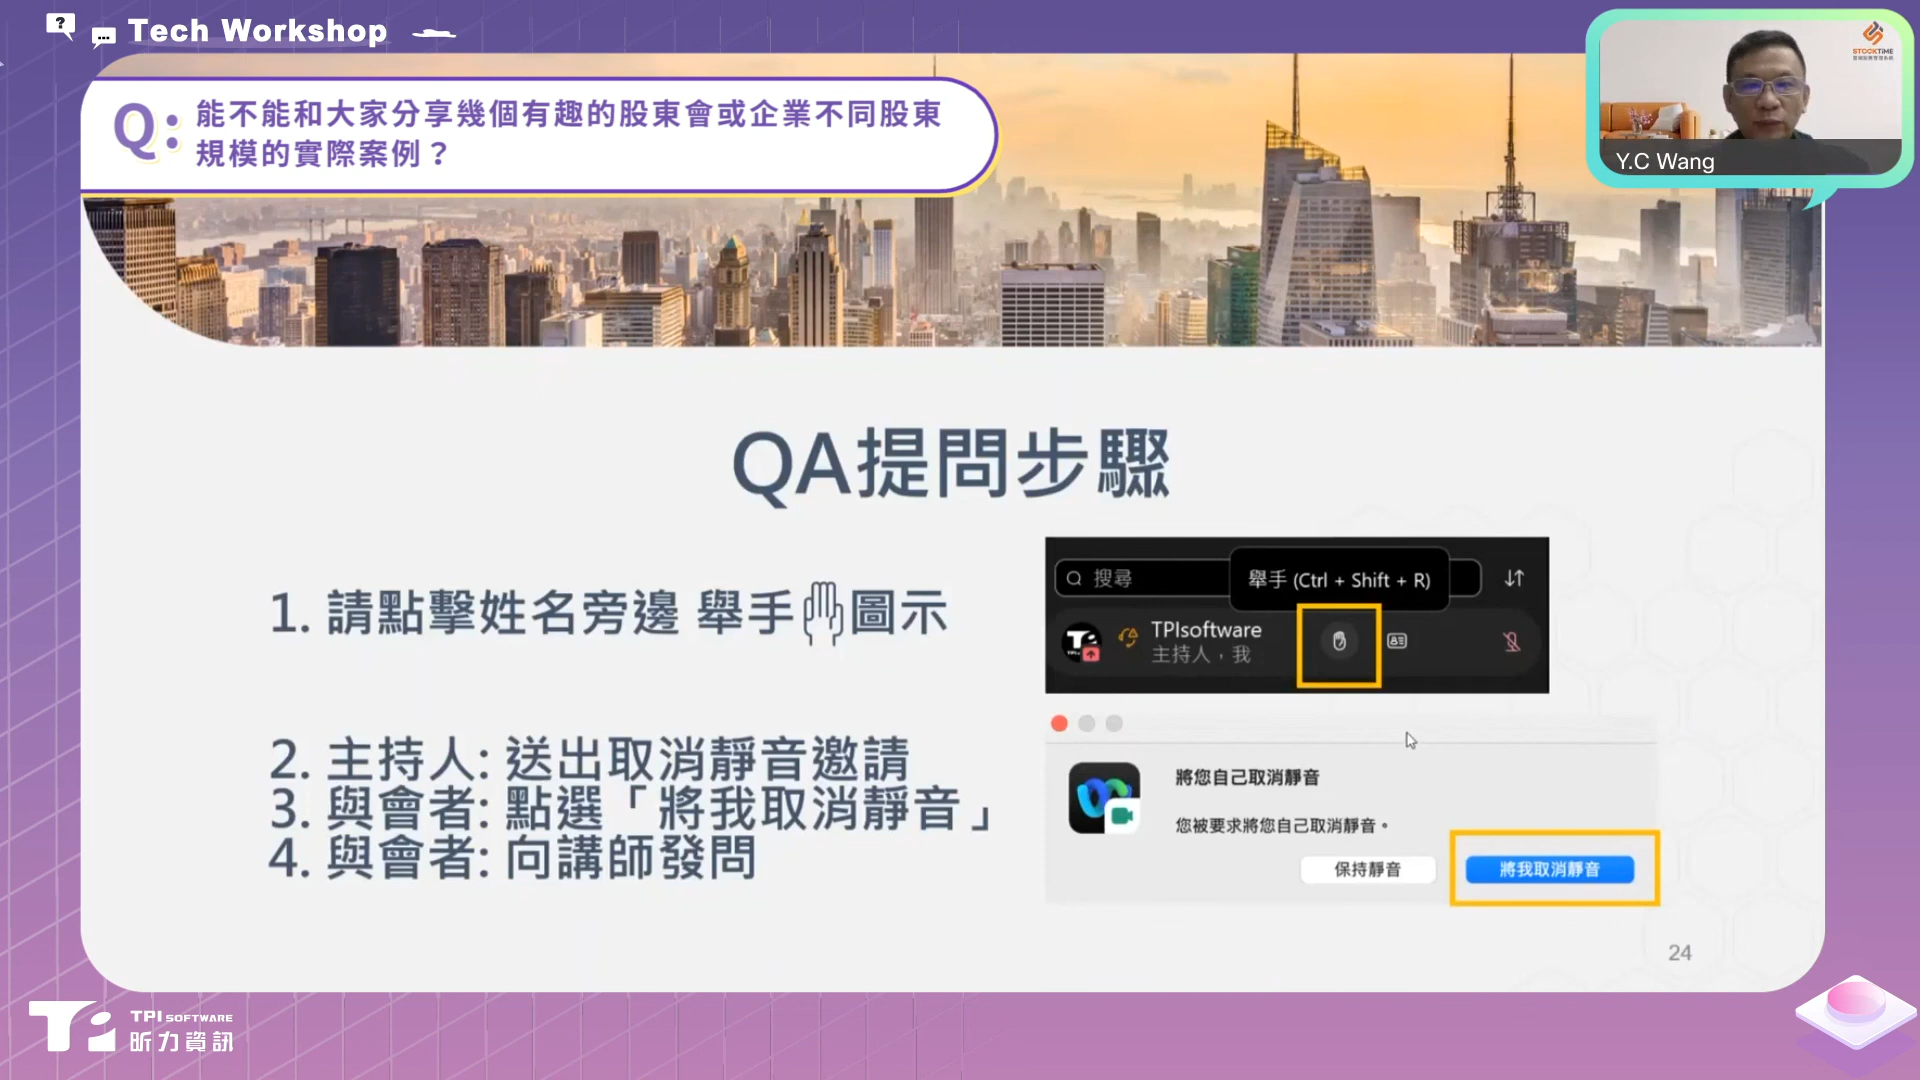 Tech Workshop
Q: 能不能和大家分享幾個有趣的股東會或企業不同股東
規模的實際案例？
STOCKTIME
Y.C Wang
QA提問步驟
1. 請點擊姓名旁邊 舉手圖示
2. 主持人: 送出取消靜音邀請
3. 與會者: 點選「將我取消靜音」
4. 與會者: 向講師發問
搜尋
舉手 (Ctrl + Shift + R)
TPIsoftware
主持人，我
將您自己取消靜音
您被要求將您自己取消靜音。
保持靜音
將我取消靜音
24
TPI SOFTWARE
昕力資訊